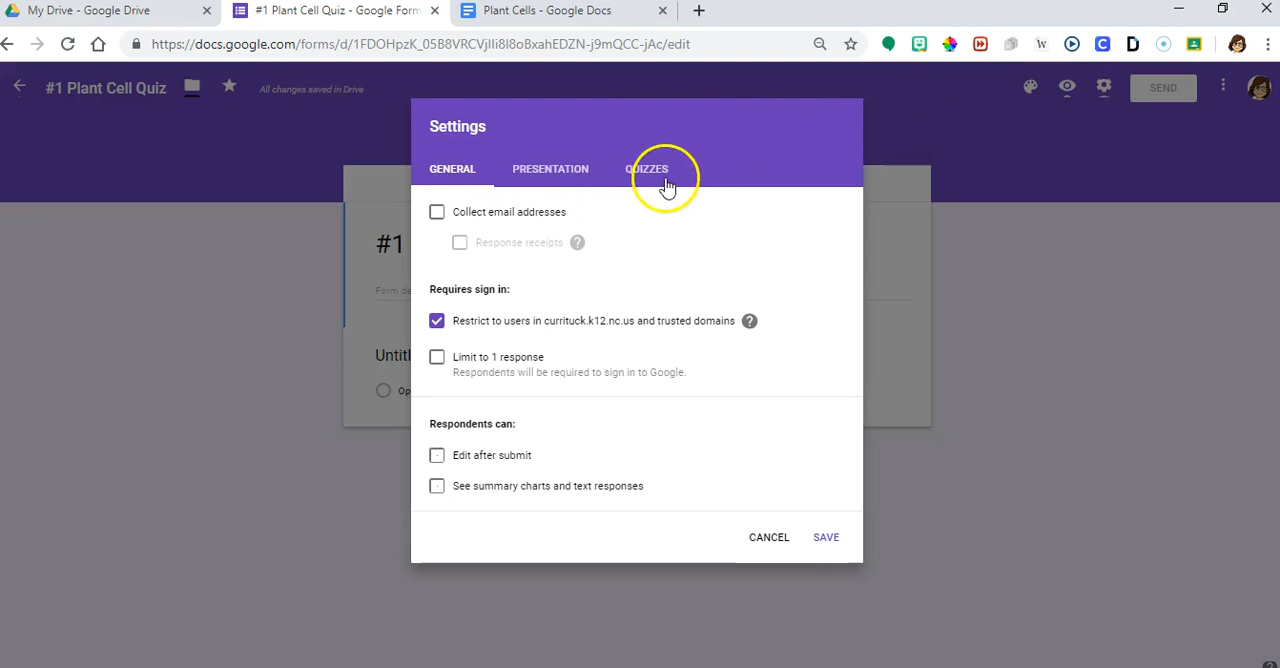 My Drive - Google Drive
#1 Plant Cell Quiz - Google Form
Plant Cells - Google Docs
https://docs.google.com/forms/d/1FDOHpzK_05B8VRCVjlIi8I8oBxahEDZN-j9mQCC-jAc/edit
#1 Plant Cell Quiz
All changes saved in Drive
SEND
Settings
GENERAL PRESENTATION QUIZZES
Collect email addresses
#1
Response receipts
Form de
Requires sign in:
Restrict to users in currituck.k12.nc.us and trusted domains
Untitl
Limit to 1 response
Respondents will be required to sign in to Google.
Op
Respondents can:
Edit after submit
See summary charts and text responses
CANCEL SAVE